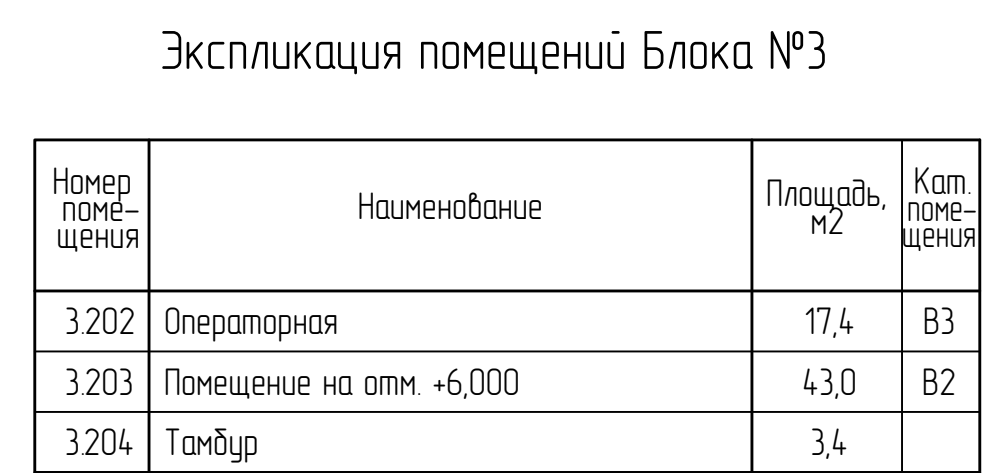 Экспликация помещений Блока №3
Номер поме-щения Наименование Площадь, м2 Кат. поме-щения
3.202 Операторная 17,4 В3
3.203 Помещение на отм. +6,000 43,0 В2
3.204 Тамбур 3,4